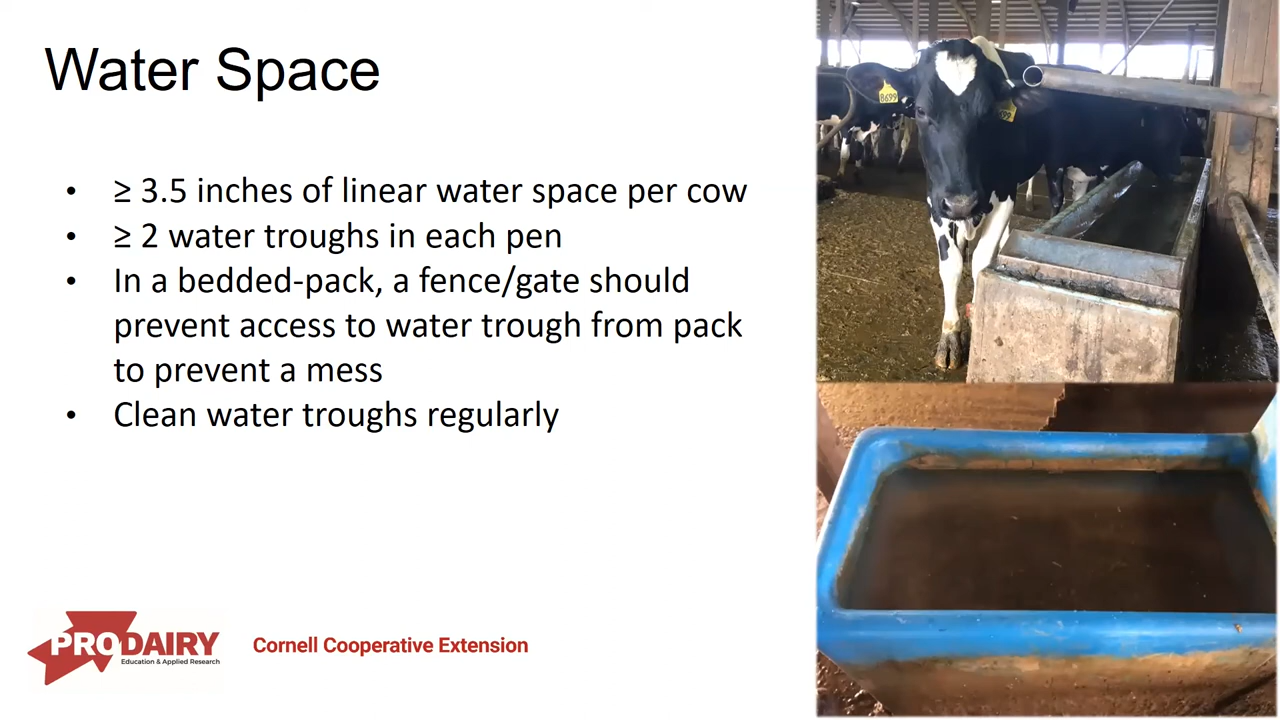 Water Space
• ≥ 3.5 inches of linear water space per cow
• ≥ 2 water troughs in each pen
• In a bedded-pack, a fence/gate should
prevent access to water trough from pack
to prevent a mess
• Clean water troughs regularly
8699
PRODAIRY
Education & Applied Research
Cornell Cooperative Extension